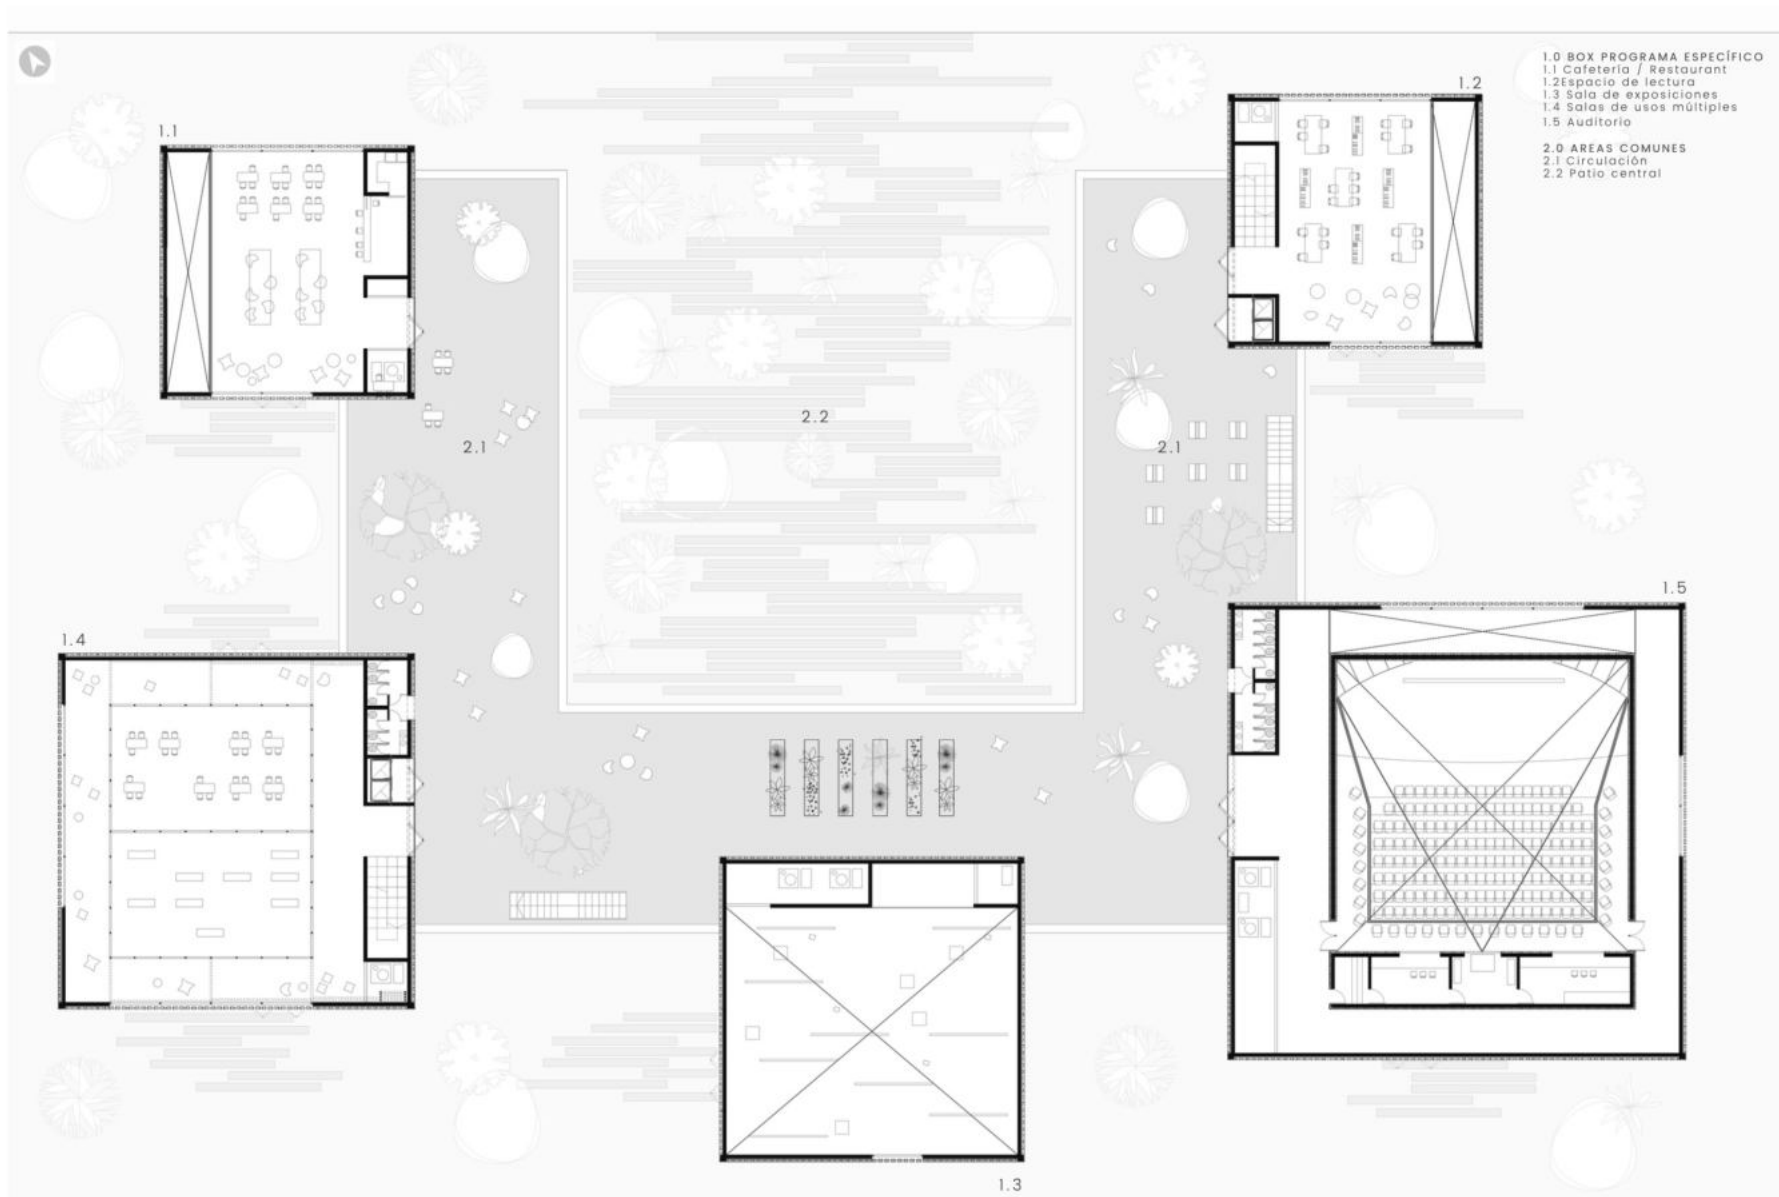 1.0 BOX PROGRAMA ESPECÍFICO
1.1 Cafetería / Restaurant
1.2Espacio de lectura
1.3 Sala de exposiciones
1.4 Salas de usos múltiples
1.5 Auditorio
2.0 AREAS COMUNES
2.1 Circulación
2.2 Patio central
1.2
1.1
2.2
2.1
2.1
1.5
1.4
1.3